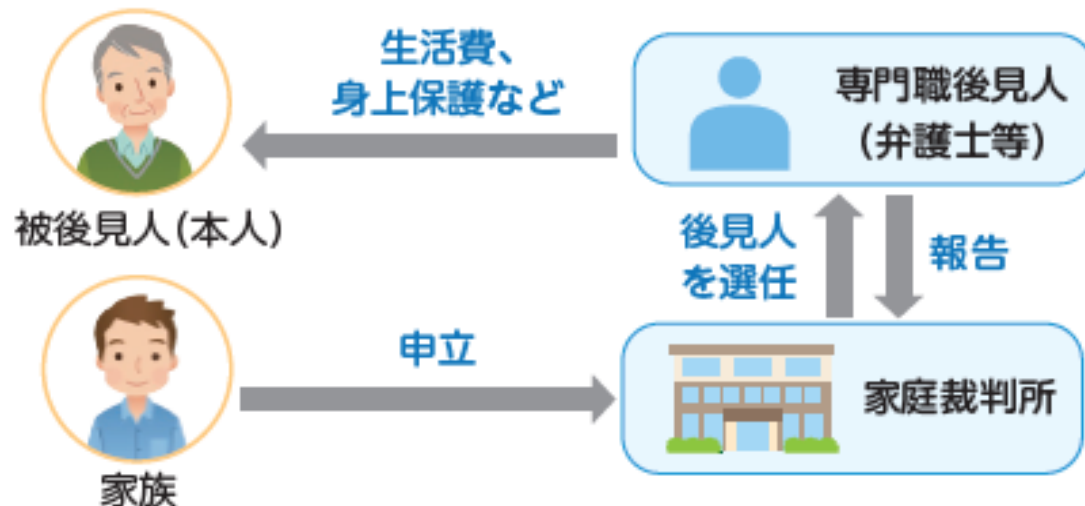 生活費、
身上保護など
専門職後見人
(弁護士等)
被後見人(本人)
後見人
を選任
報告
申立
家庭裁判所
家族